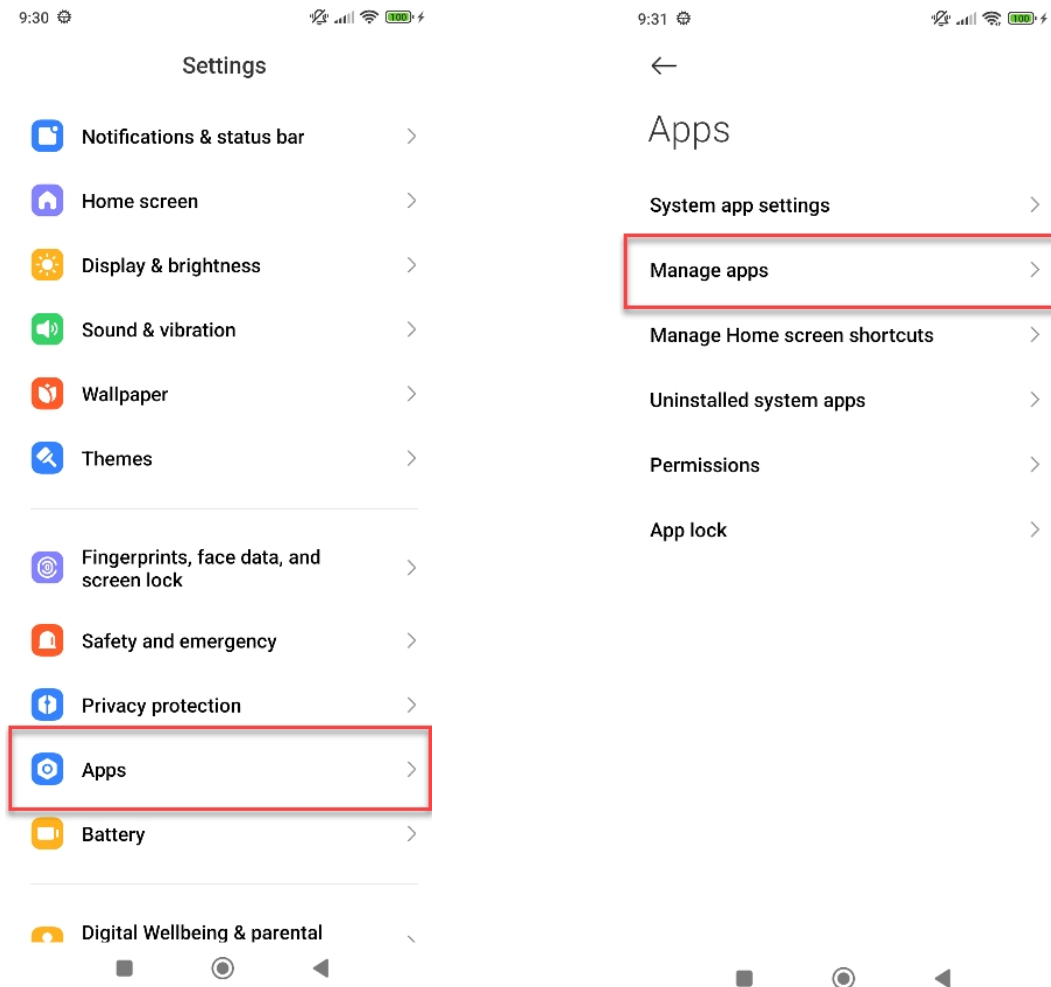 9:30
100
Settings
Notifications & status bar
Home screen
Display & brightness
Sound & vibration
Wallpaper
Themes
Fingerprints, face data, and
screen lock
Safety and emergency
Privacy protection
Apps
Battery
Digital Wellbeing & parental
9:31
100
Apps
System app settings
Manage apps
Manage Home screen shortcuts
Uninstalled system apps
Permissions
App lock